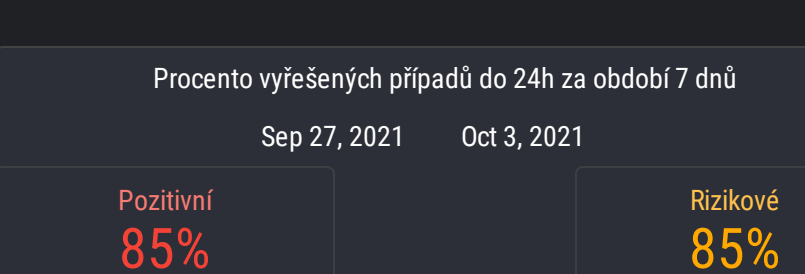 Procento vyřešených případů do 24h za období 7 dnů
Sep 27, 2021 Oct 3, 2021
Pozitivní Rizikové
85% 85%